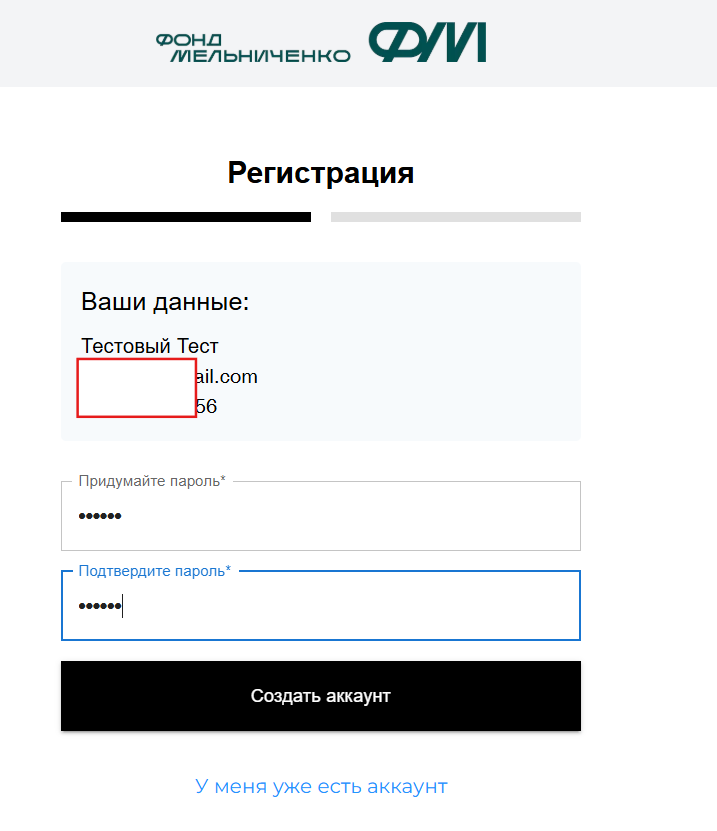 ФОНД
МЕЛЬНИЧЕНКО
ФМ
Регистрация
Ваши данные:
Тестовый Тест
ail.com
56
Придумайте пароль*
••••••
Подтвердите пароль*
••••••
Создать аккаунт
У меня уже есть аккаунт